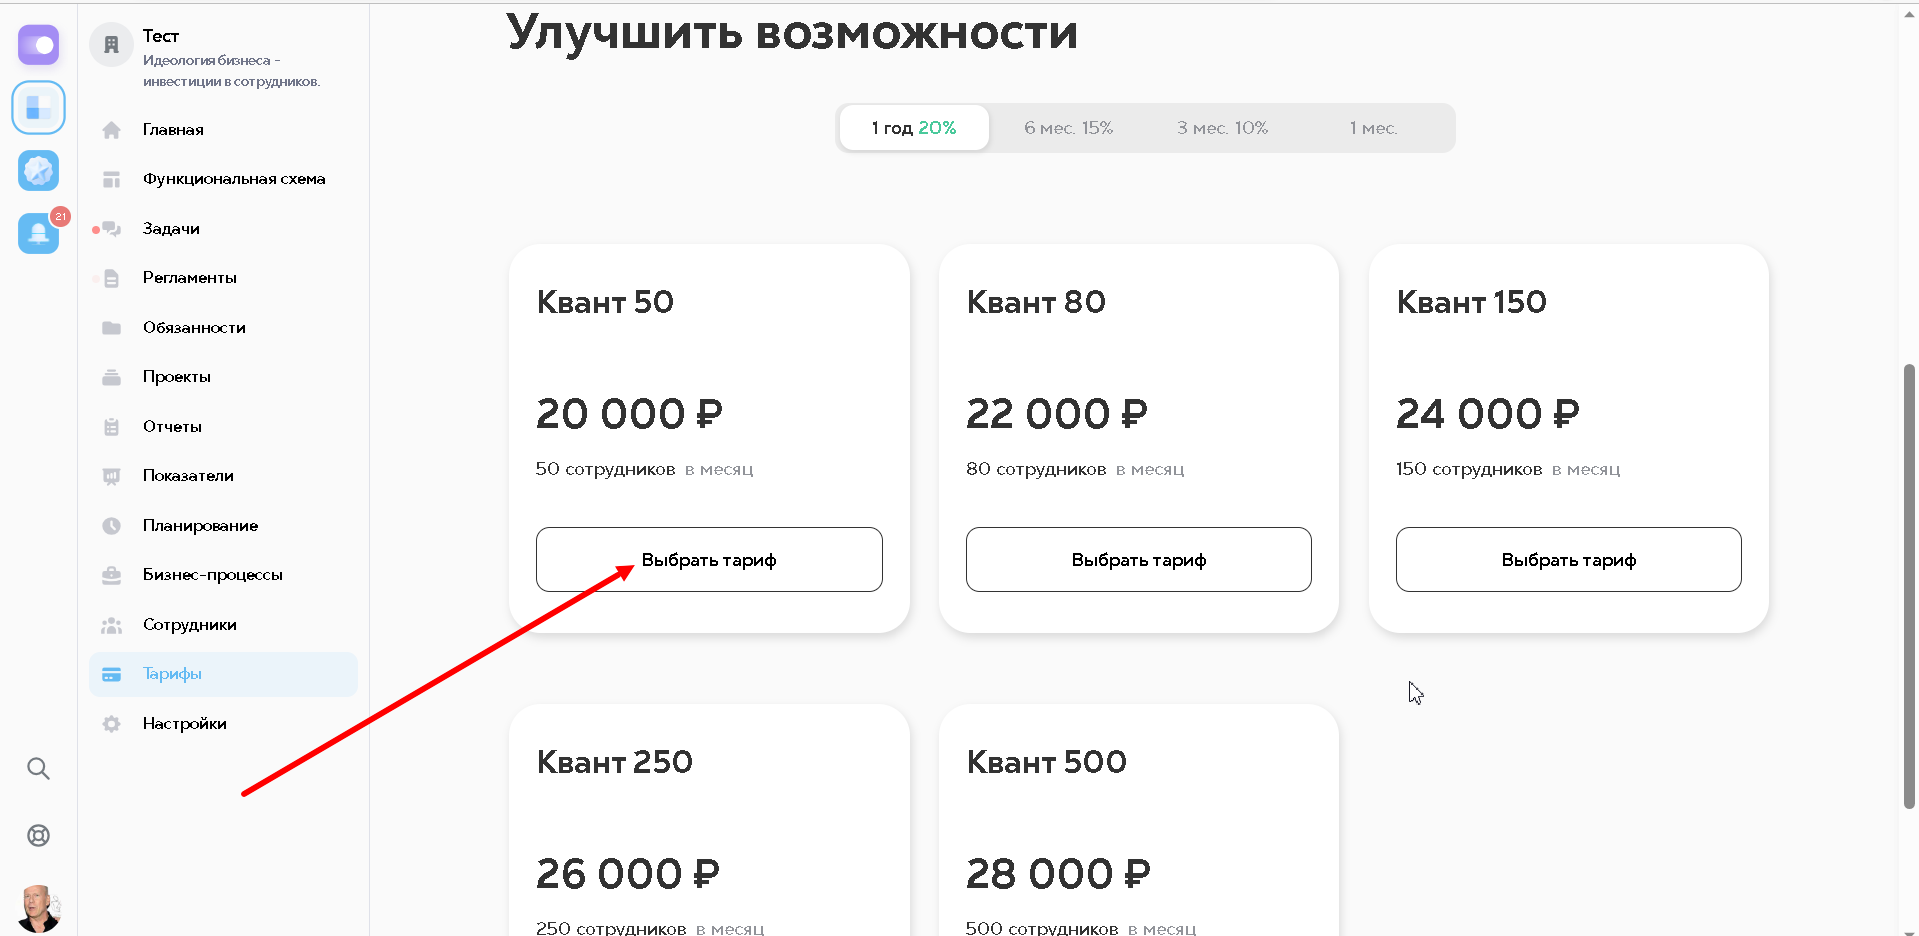 Тест
Идеология бизнеса -
инвестиции в сотрудников.
21
Главная
Функциональная схема
Задачи
Регламенты
Обязанности
Проекты
Отчеты
Показатели
Планирование
Бизнес-процессы
Сотрудники
Тарифы
Настройки
Улучшить возможности
1 год 20% 6 мес. 15% 3 мес. 10% 1 мес.
Квант 50
20 000 ₽
50 сотрудников в месяц
Выбрать тариф
Квант 80
22 000 ₽
80 сотрудников в месяц
Выбрать тариф
Квант 150
24 000 ₽
150 сотрудников в месяц
Выбрать тариф
Квант 250
26 000 ₽
250 сотрудников в месяц
Квант 500
28 000 ₽
500 сотрудников в месяц